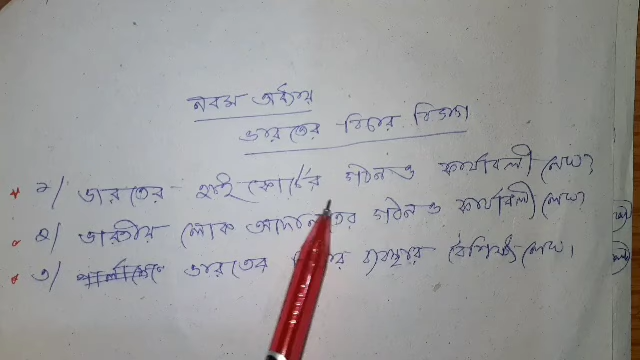 নবম অধ্যায়
ভারতের বিচার বিভাগ
১/ ভারতের হাই কোর্টের গঠন ও কার্যাবলী লেখ?
২/ ভারতীয় লোক আদালতের গঠন ও কার্যাবলী লেখ?
৩/ ভারতের ব্যবস্থার বৈশিষ্ট্য লেখ।